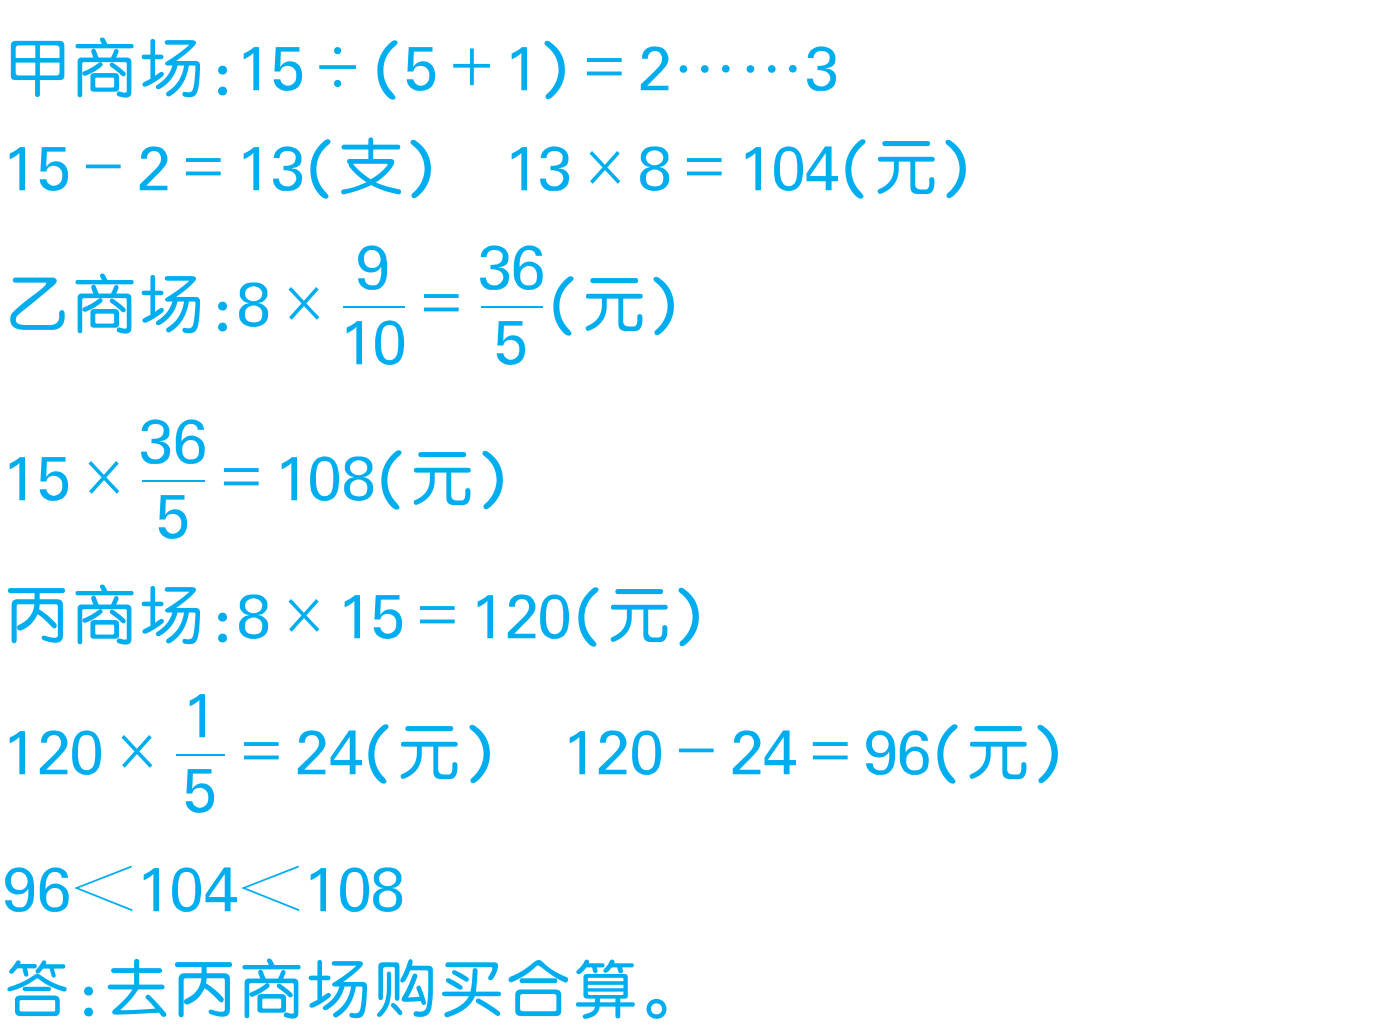 甲商场:15÷(5+1)=2……3
15-2=13(支) 13×8=104(元)
乙商场:8×9/10=36/5(元)
15×36/5=108(元)
丙商场:8×15=120(元)
120×1/5=24(元) 120-24=96(元)
96<104<108
答:去丙商场购买合算。